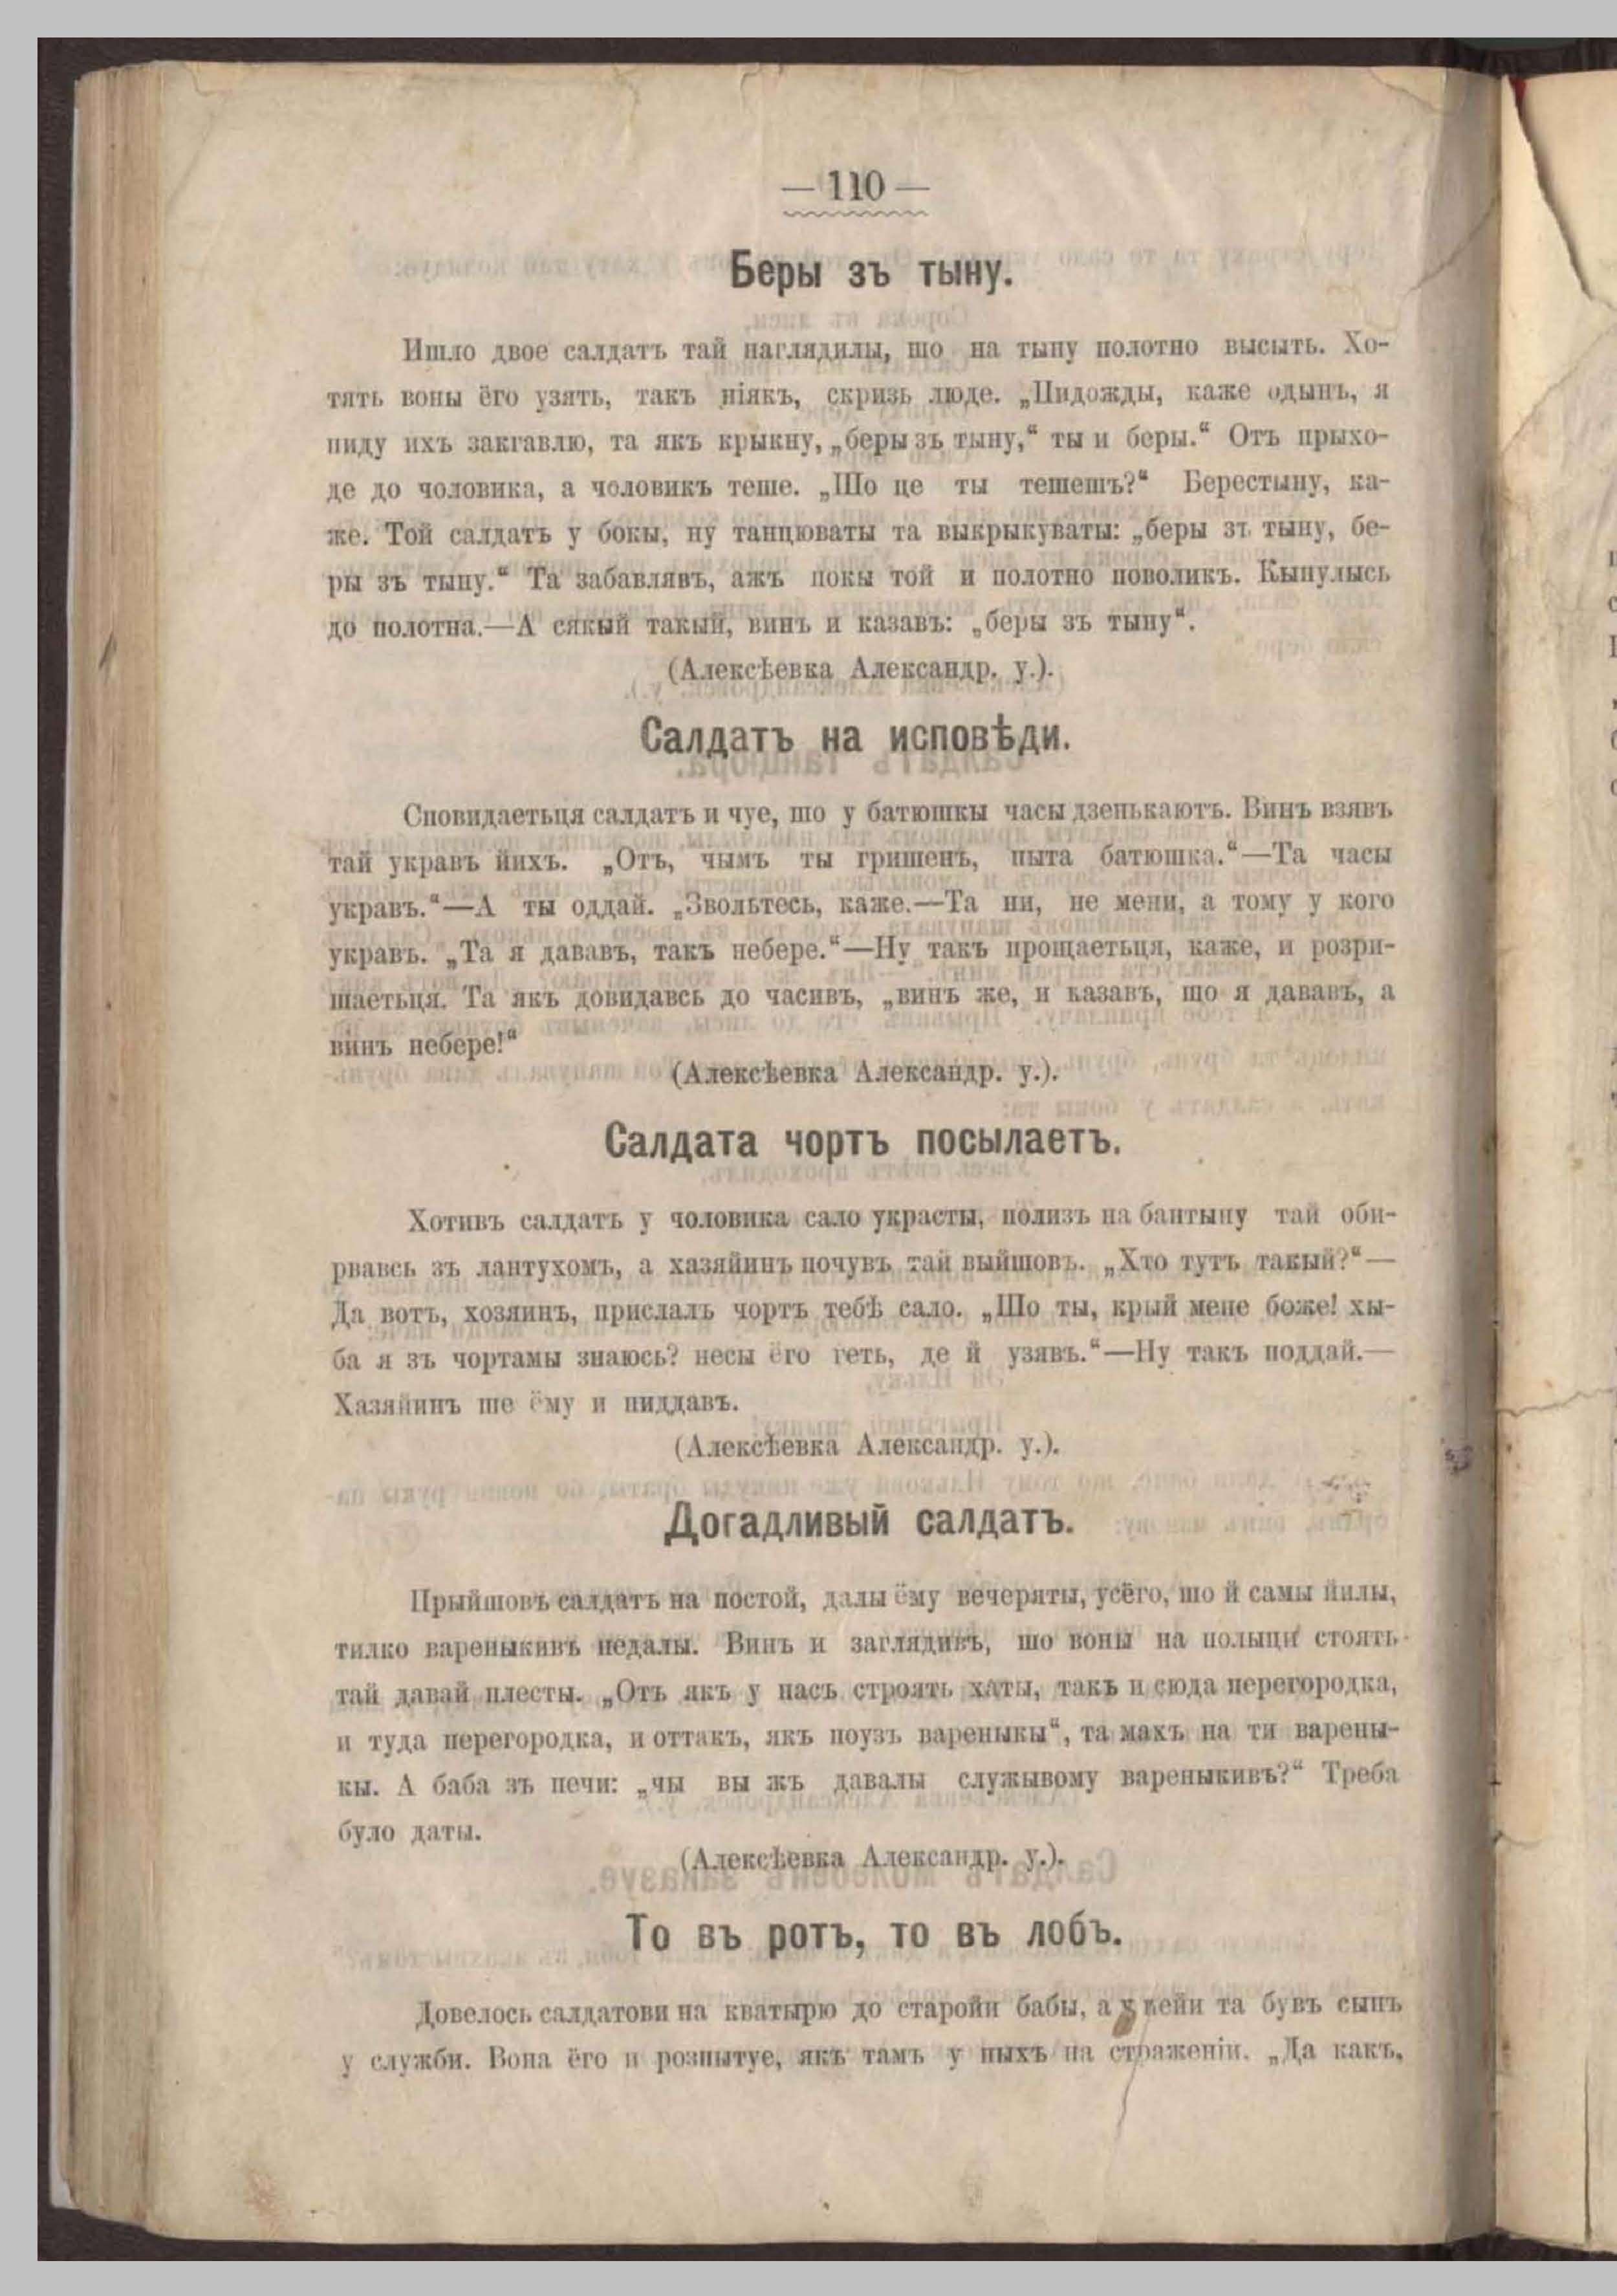 — 110 —
Беры зъ тыну.
Ишло двое салдатъ тай наглядилы, шо на тыну полотно высыть. Хо-
тять воны ёго узять, такъ ніякъ, скризь люде. „Пидожды, каже одынъ, я
пиду ихъ закгавлю, та якъ крыкну, „беры зъ тыну,“ ты и беры.“ Отъ прыхо-
де до чоловика, а чоловикъ теше. „Шо це ты тешешъ?“ Берестыну, ка-
же. Той салдатъ у бокы, ну танцюваты та выкрыкуваты: „беры зъ тыну, бе-
ры зъ тыну.“ Та забавлявъ, ажъ покы той и полотно поволикъ. Кынулысь
до полотна.—А сякый такый, винъ и казавъ: „беры зъ тыну“.
(Алексѣевка Александр. у.).
Салдатъ на исповѣди.
Сповидаетьця салдатъ и чуе, шо у батюшкы часы дзенькаютъ. Винъ взявъ
тай укравъ йихъ. „Отъ, чымъ ты гришенъ, пыта батюшка.“—Та часы
укравъ.“—А ты оддай. „Звольтесь, каже.—Та ни, не мени, а тому у кого
укравъ. „Та я дававъ, такъ небере.“—Ну такъ прощаетьця, каже, и розри-
шаетьця. Та якъ довидавсь до часивъ, „винъ же, и казавъ, що я дававъ, а
винъ небере!“
(Алексѣевка Александр. у.).
Салдата чортъ посылаетъ.
Хотивъ салдатъ у чоловика сало украсты, полизъ на бантыну тай оби-
рвавсь зъ лантухомъ, а хазяйинъ почувъ тай выйшовъ. „Хто тутъ такый?“—
Да вотъ, хозяинъ, прислалъ чортъ тебѣ сало. „Шо ты, крый мене боже! хы-
ба я зъ чортамы знаюсь? несы ёго геть, де й узявъ.“—Ну такъ поддай.—
Хазяйинъ ше ёму и пиддавъ.
(Алексѣевка Александр. у.).
Догадливый салдатъ.
Прыйшовъ салдатъ на постой, далы ёму вечеряты, усёго, шо й самы йилы,
тилко вареныкивъ недалы. Винъ и заглядивъ, шо воны на полыци стоять
тай давай плесты. „Отъ якъ у насъ строять хаты, такъ и сюда перегородка,
и туда перегородка, и оттакъ, якъ поузъ вареныкы“, та махъ на ти варены-
кы. А баба зъ печи: „чы вы жъ давалы служывому вареныкивъ?“ Треба
було даты.
(Алексѣевка Александр. у.).
То въ ротъ, то въ лобъ.
Довелось салдатови на кватырю до старойи бабы, а у нейи та бувъ сынъ
у служби. Вона ёго и розпытуе, якъ тамъ у ныхъ на страженіи. „Да какъ,